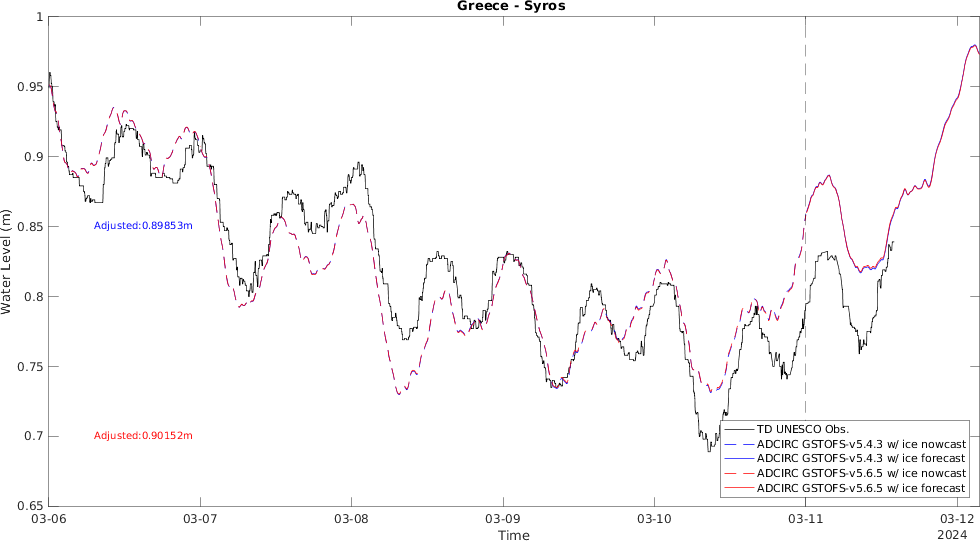 Greece - Syros
1
0.95
0.9
0.85
0.8
0.75
0.7
0.65
Water Level (m)
Adjusted:0.89853m
Adjusted:0.90152m
TD UNESCO Obs.
ADCIRC GSTOFS-v5.4.3 w/ ice nowcast
ADCIRC GSTOFS-v5.4.3 w/ ice forecast
ADCIRC GSTOFS-v5.6.5 w/ ice nowcast
ADCIRC GSTOFS-v5.6.5 w/ ice forecast
03-06 03-07 03-08 03-09 03-10 03-11 03-12
Time
2024